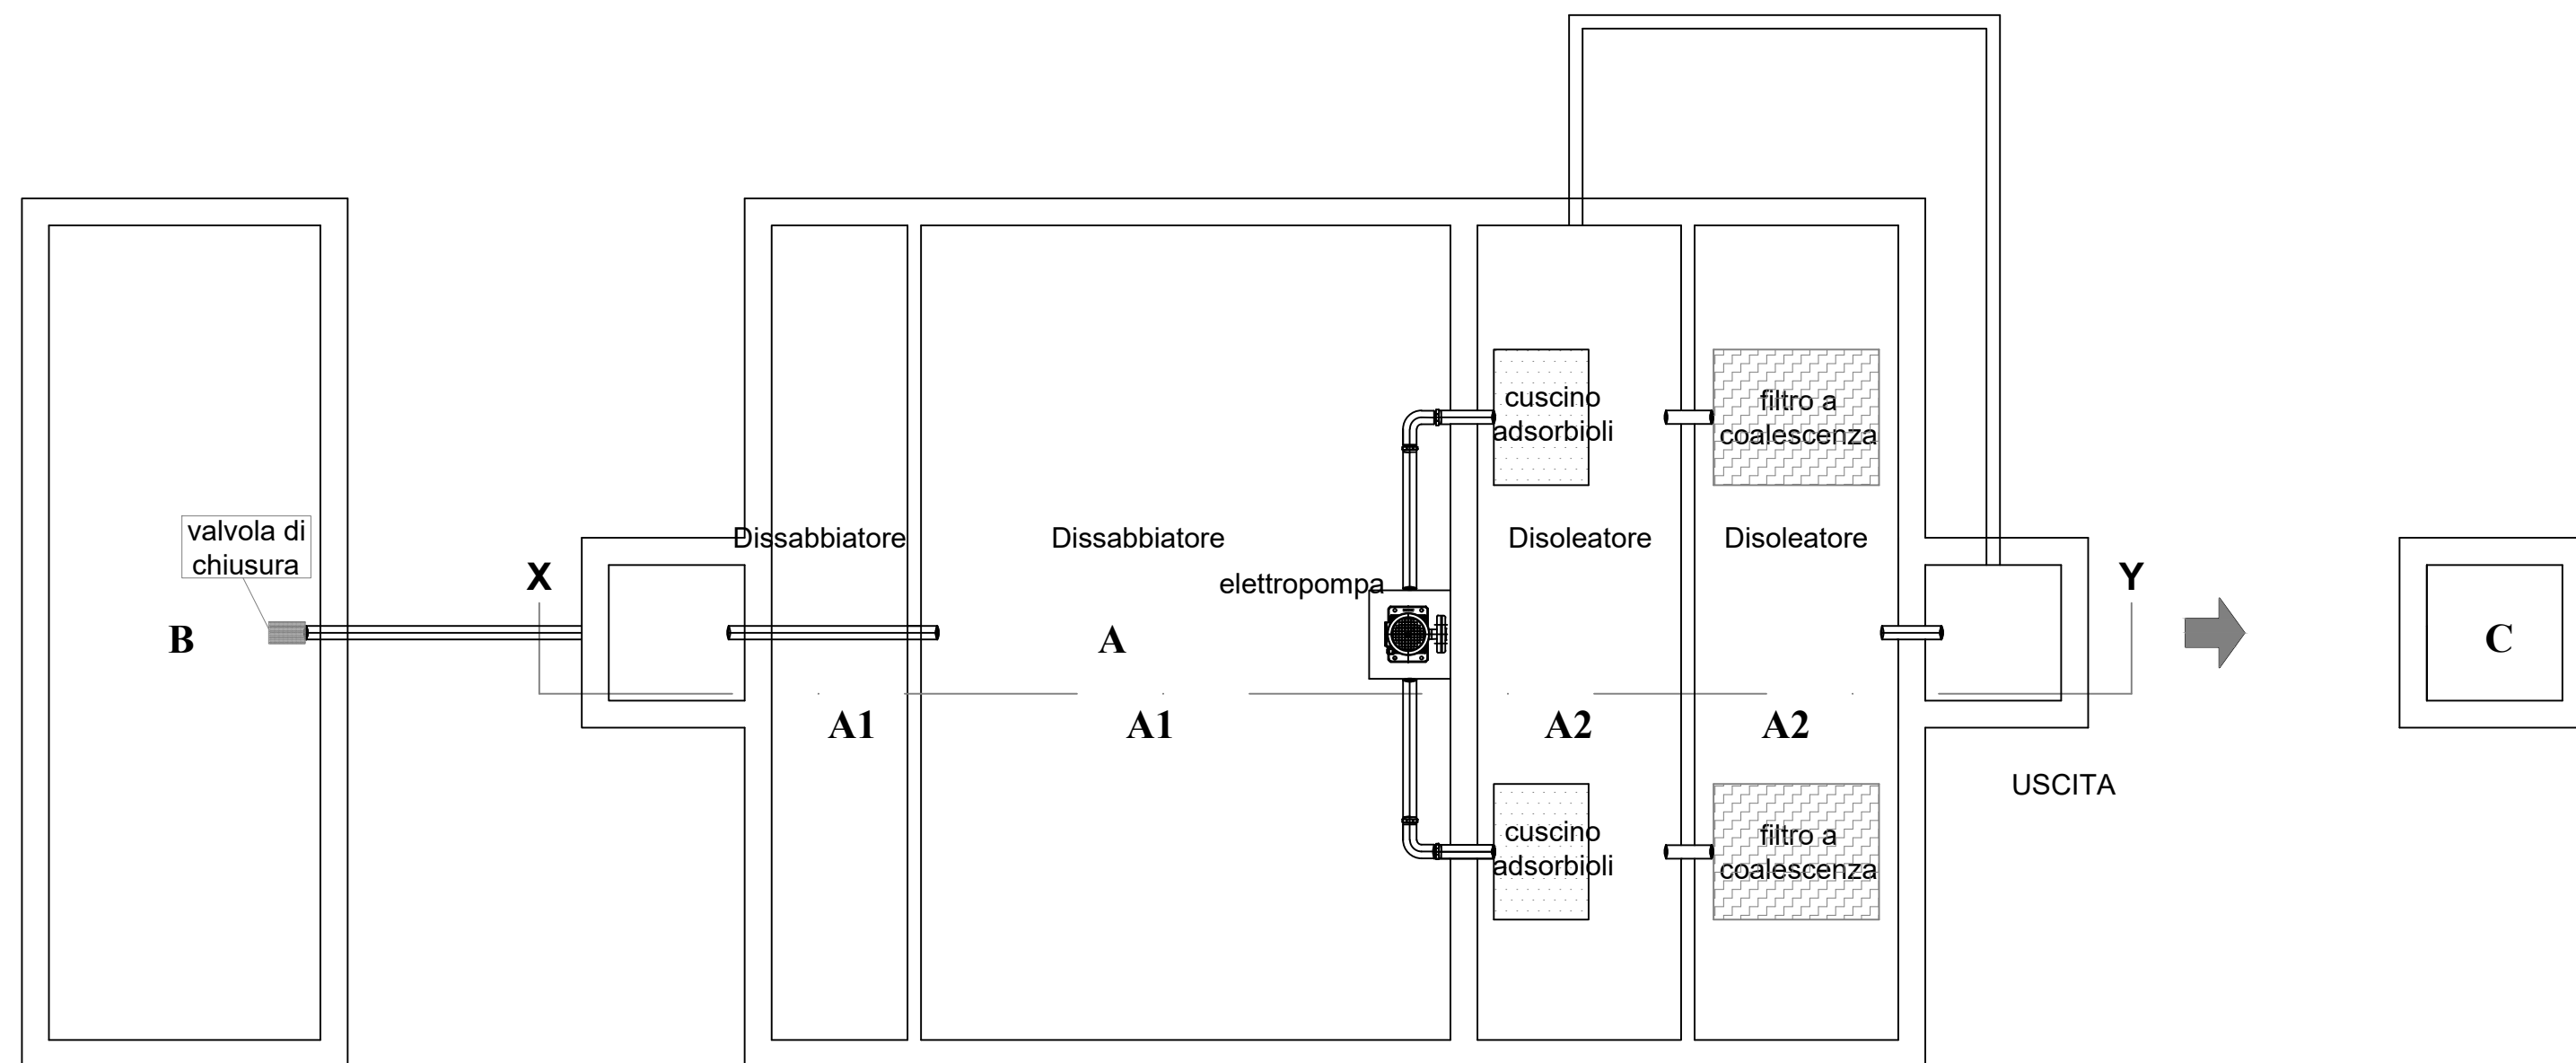 cuscino
adsorbioli
filtro a
coalescenza
valvola di
chiusura
Dissabbiatore
Dissabbiatore
Disoleatore
Disoleatore
X
elettropompa
Y
B
A
C
A1
A1
A2
A2
USCITA
cuscino
adsorbioli
filtro a
coalescenza